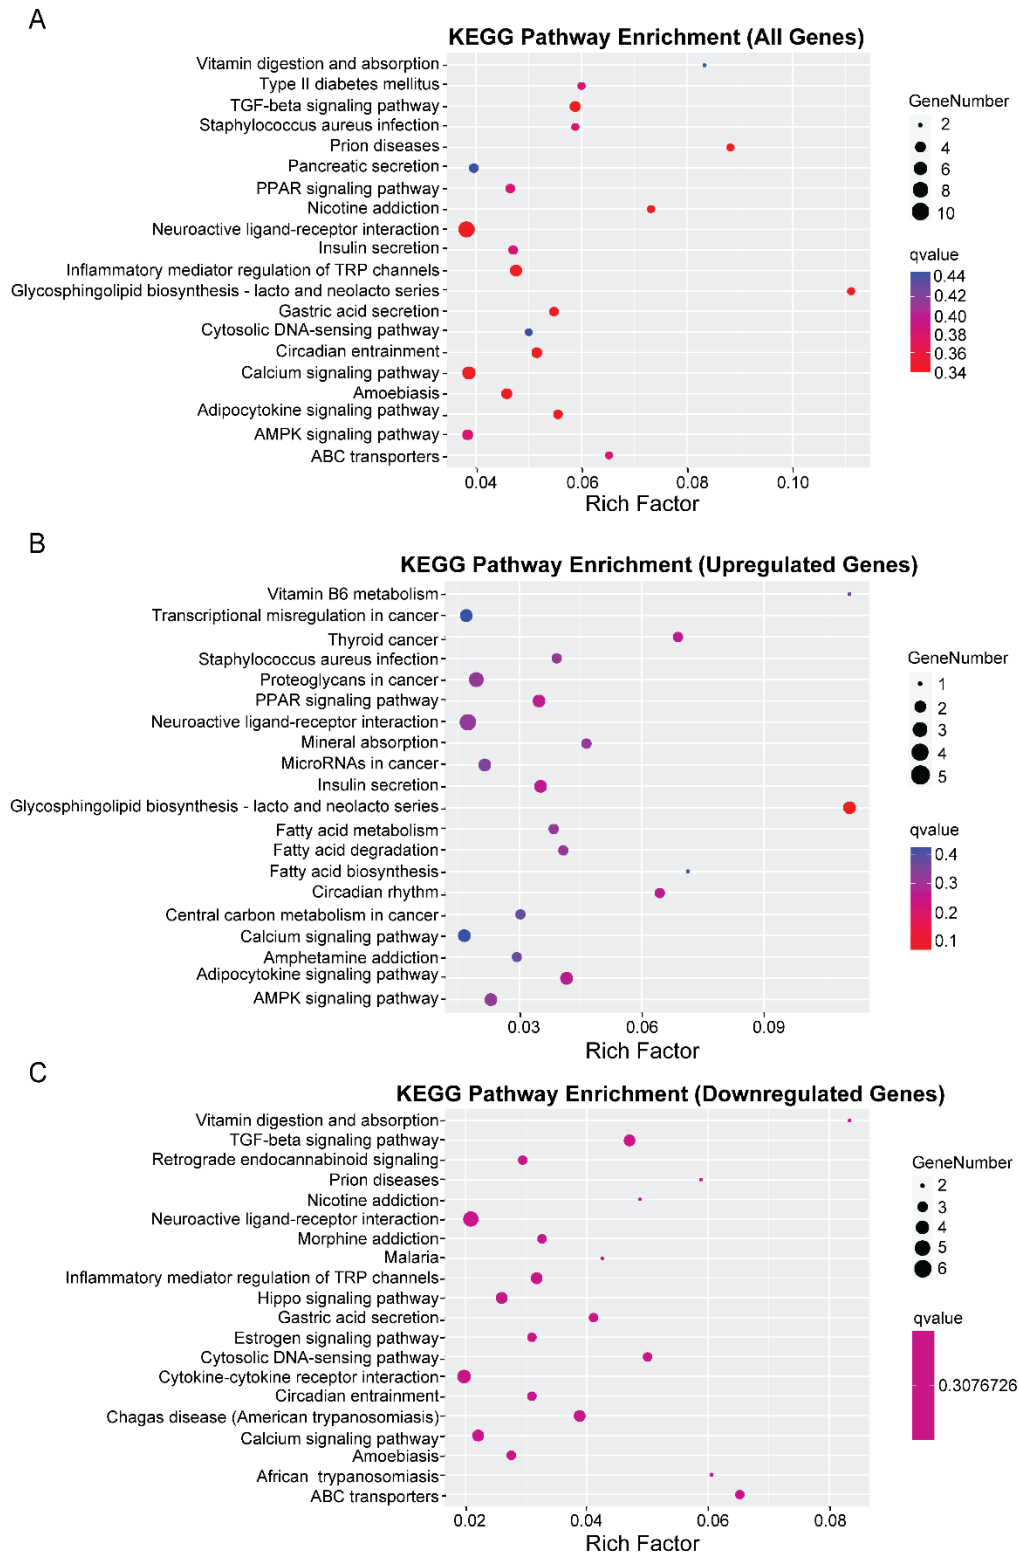 A
KEGG Pathway Enrichment (All Genes)
Vitamin digestion and absorption
Type II diabetes mellitus
TGF-beta signaling pathway
Staphylococcus aureus infection
Prion diseases
Pancreatic secretion
PPAR signaling pathway
Nicotine addiction
Neuroactive ligand-receptor interaction
Insulin secretion
Inflammatory mediator regulation of TRP channels
Glycosphingolipid biosynthesis - lacto and neolacto series
Gastric acid secretion
Cytosolic DNA-sensing pathway
Circadian entrainment
Calcium signaling pathway
Amoebiasis
Adipocytokine signaling pathway
AMPK signaling pathway
ABC transporters
0.04 0.06 0.08 0.10
Rich Factor
GeneNumber
2
4
6
8
10
qvalue
0.44
0.42
0.40
0.38
0.36
0.34
B
KEGG Pathway Enrichment (Upregulated Genes)
Vitamin B6 metabolism
Transcriptional misregulation in cancer
Thyroid cancer
Staphylococcus aureus infection
Proteoglycans in cancer
PPAR signaling pathway
Neuroactive ligand-receptor interaction
Mineral absorption
MicroRNAs in cancer
Insulin secretion
Glycosphingolipid biosynthesis - lacto and neolacto series
Fatty acid metabolism
Fatty acid degradation
Fatty acid biosynthesis
Circadian rhythm
Central carbon metabolism in cancer
Calcium signaling pathway
Amphetamine addiction
Adipocytokine signaling pathway
AMPK signaling pathway
0.03 0.06 0.09
Rich Factor
GeneNumber
1
2
3
4
5
qvalue
0.4
0.3
0.2
0.1
C
KEGG Pathway Enrichment (Downregulated Genes)
Vitamin digestion and absorption
TGF-beta signaling pathway
Retrograde endocannabinoid signaling
Prion diseases
Nicotine addiction
Neuroactive ligand-receptor interaction
Morphine addiction
Malaria
Inflammatory mediator regulation of TRP channels
Hippo signaling pathway
Gastric acid secretion
Estrogen signaling pathway
Cytosolic DNA-sensing pathway
Cytokine-cytokine receptor interaction
Circadian entrainment
Chagas disease (American trypanosomiasis)
Calcium signaling pathway
Amoebiasis
African trypanosomiasis
ABC transporters
0.02 0.04 0.06 0.08
Rich Factor
GeneNumber
2
3
4
5
6
qvalue
0.3076726